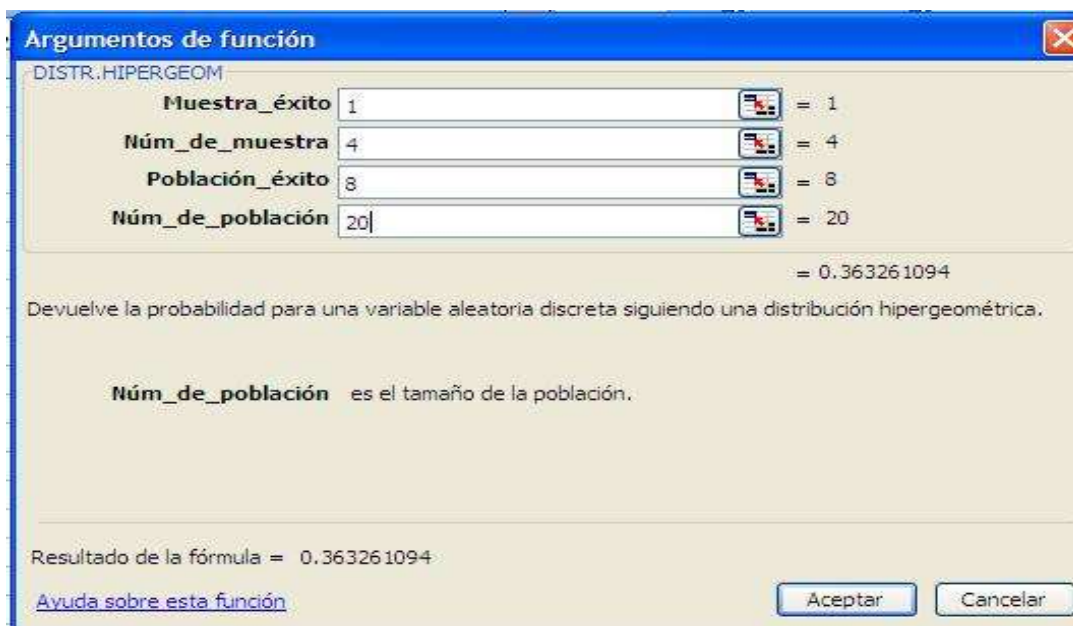 Argumentos de función
DISTR.HIPERGEOM
Muestra_éxito 1 = 1
Núm_de_muestra 4 = 4
Población_éxito 8 = 8
Núm_de_población 20 = 20
= 0.363261094
Devuelve la probabilidad para una variable aleatoria discreta siguiendo una distribución hipergeométrica.
Núm_de_población es el tamaño de la población.
Resultado de la fórmula = 0.363261094
Ayuda sobre esta función Aceptar Cancelar